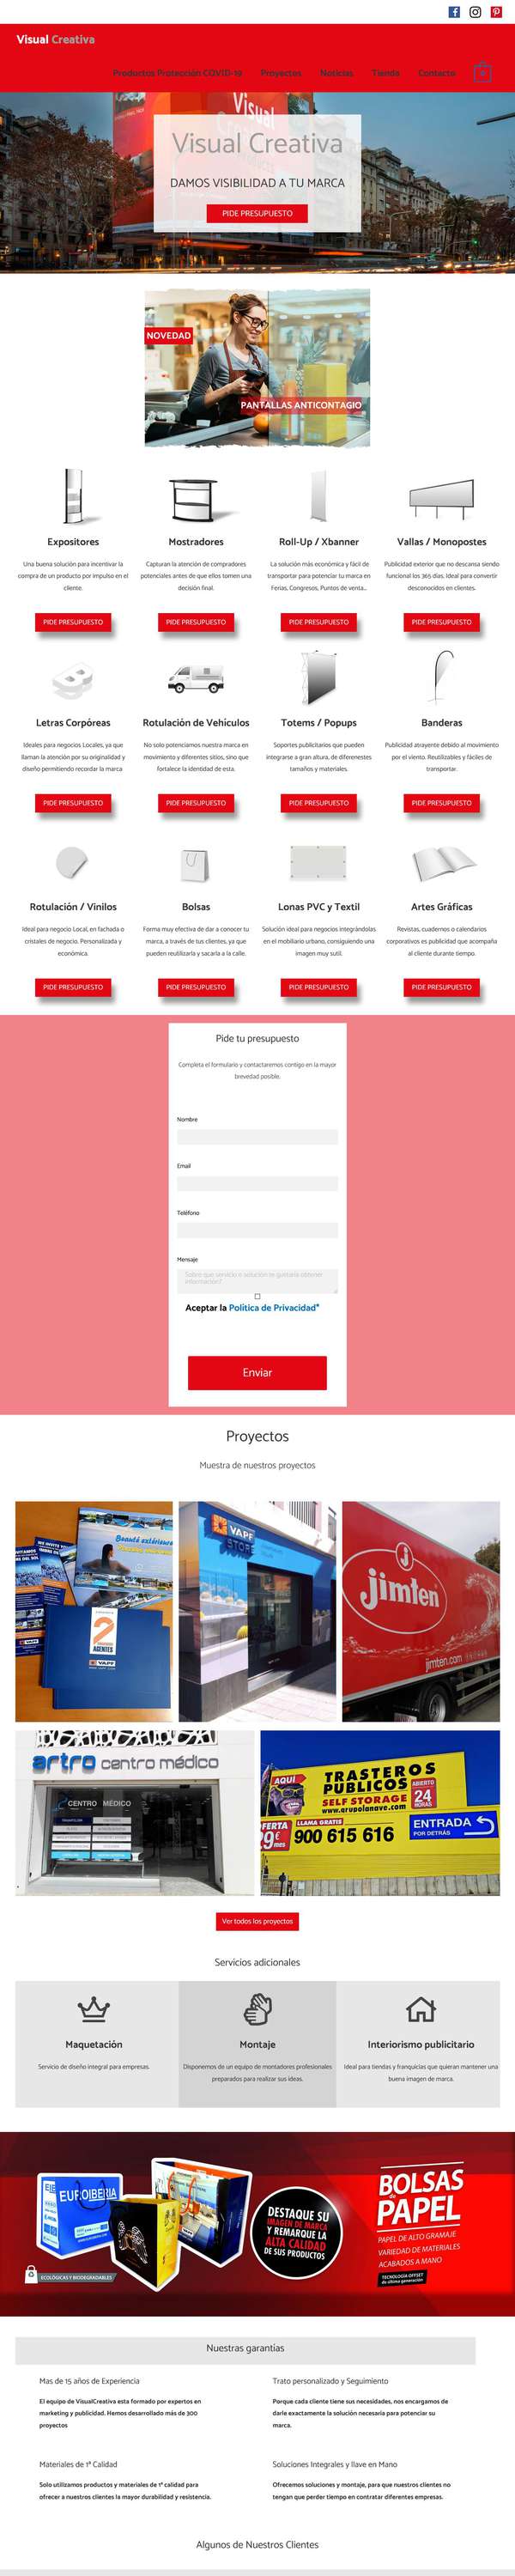 Visual Creativa
Productos Protección COVID-19 Proyectos Noticias Tienda Contacto
Visual
Visual Creativa
DAMOS VISIBILIDAD A TU MARCA
PIDE PRESUPUESTO
NOVEDAD
PANTALLAS ANTICONTAGIO
Expositores
Una buena solución para incentivar la
compra de un producto por impulso en el
cliente.
PIDE PRESUPUESTO
Mostradores
Capturan la atención de compradores
potenciales antes de que ellos tomen una
decisión final.
PIDE PRESUPUESTO
Roll-Up / Xbanner
La solución más económica y fácil de
transportar para potenciar tu marca en
Ferias, Congresos, Puntos de venta...
PIDE PRESUPUESTO
Vallas / Monopostes
Publicidad exterior que no descansa siendo
funcional los 365 días. Ideal para convertir
desconocidos en clientes.
PIDE PRESUPUESTO
Letras Corpóreas
Ideales para negocios Locales, ya que
llaman la atención por su originalidad y
diseño permitiendo recordar la marca
PIDE PRESUPUESTO
Rotulación de Vehiculos
No solo potenciamos nuestra marca en
movimiento y diferentes sitios, sino que
fortalece la identidad de esta.
PIDE PRESUPUESTO
Totems / Popups
Soportes publicitarios que pueden
integrarse a gran altura, de difererestes
tamaños y materiales.
PIDE PRESUPUESTO
Banderas
Publicidad atrayente debido al movimiento
por el viento. Reutilizables y fáciles de
transportar.
PIDE PRESUPUESTO
Rotulación / Vinilos
Ideal para negocio Local, en fachada o
cristales de negocio. Personalizada y
económica.
PIDE PRESUPUESTO
Bolsas
Forma muy efectiva de dar a conocer tu
marca, a través de tus clientes, ya que
pueden reutilizarla y sacarla a la calle.
PIDE PRESUPUESTO
Lonas PVC y Textil
Solución ideal para negocios integrándolas
en el mobiliario urbano, consiguiendo una
imagen muy sutil.
PIDE PRESUPUESTO
Artes Gráficas
Revistas, cuadernos o calendarios
corporativos es publicidad que acompaña
al cliente durante tiempo.
PIDE PRESUPUESTO
Pide tu presupuesto
Completa el formulario y contactaremos contigo en la mayor
brevedad posible.
Nombre
Email
Teléfono
Mensaje
Sobre que servicio o solución te gustaría obtener
información?
Aceptar la Política de Privacidad*
Enviar
Proyectos
Muestra de nuestros proyectos
Beauté extérieure
2
AGENTES
VAPF
VAPF
STORE
jimten
jimten.com
artro centro médico
CENTRO MÉDICO
AQUI
TRASTEROS
PUBLICOS
SELF STORAGE
ABIERTO
24
HORAS
OFERTA
LLAMA GRATIS
900 615 616
ENTRADA
POR DETRÁS
Ver todos los proyectos
Servicios adicionales
Maquetación
Servicio de diseño integral para empresas.
Montaje
Disponemos de un equipo de montadores profesionales
preparados para realizar sus ideas.
Interiorismo publicitario
Ideal para tiendas y franquicias que quieran mantener una
buena imagen de marca.
EUROIBERIA
ECOLÓGICAS Y BIODEGRADABLES
DESTAQUE SU
IMAGEN DE MARCA
Y REMARQUE LA
ALTA CALIDAD
DE SUS PRODUCTOS
BOLSAS
PAPEL
PAPEL DE ALTO GRAMAJE
VARIEDAD DE MATERIALES
ACABADOS A MANO
TECNOLOGÍA OFFSET
de última generación
Nuestras garantias
Mas de 15 años de Experiencia
El equipo de VisualCreativa esta formado por expertos en
marketing y publicidad. Hemos desarrollado más de 300
proyectos
Trato personalizado y Seguimiento
Porque cada cliente tiene sus necesidades, nos encargamos de
darle exactamente la solución necesaria para potenciar su
marca.
Materiales de 1ª Calidad
Solo utilizamos productos y materiales de 1ª calidad para
ofrecer a nuestros clientes la mayor durabilidad y resistencia.
Soluciones Integrales y llave en Mano
Ofrecemos soluciones y montaje, para que nuestros clientes no
tengan que perder tiempo en contratar diferentes empresas.
Algunos de Nuestros Clientes